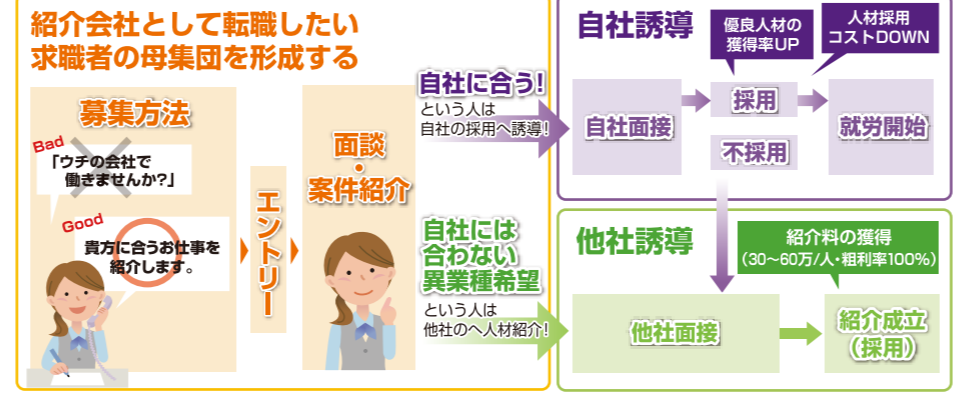 紹介会社として転職したい
求職者の母集団を形成する
募集方法
Bad
「ウチの会社で
働きませんか?」
Good
貴方に合うお仕事を
紹介します。
エントリー
面談
・
案件紹介
自社に合う!
という人は
自社の採用へ誘導!
自社には
合わない
異業種希望
という人は
他社のへ人材紹介!
自社誘導
優良人材の
獲得率UP
人材採用
コストDOWN
自社面接
採用
不採用
就労開始
他社誘導
紹介料の獲得
(30〜60万/人・粗利率100%)
他社面接
紹介成立
(採用)